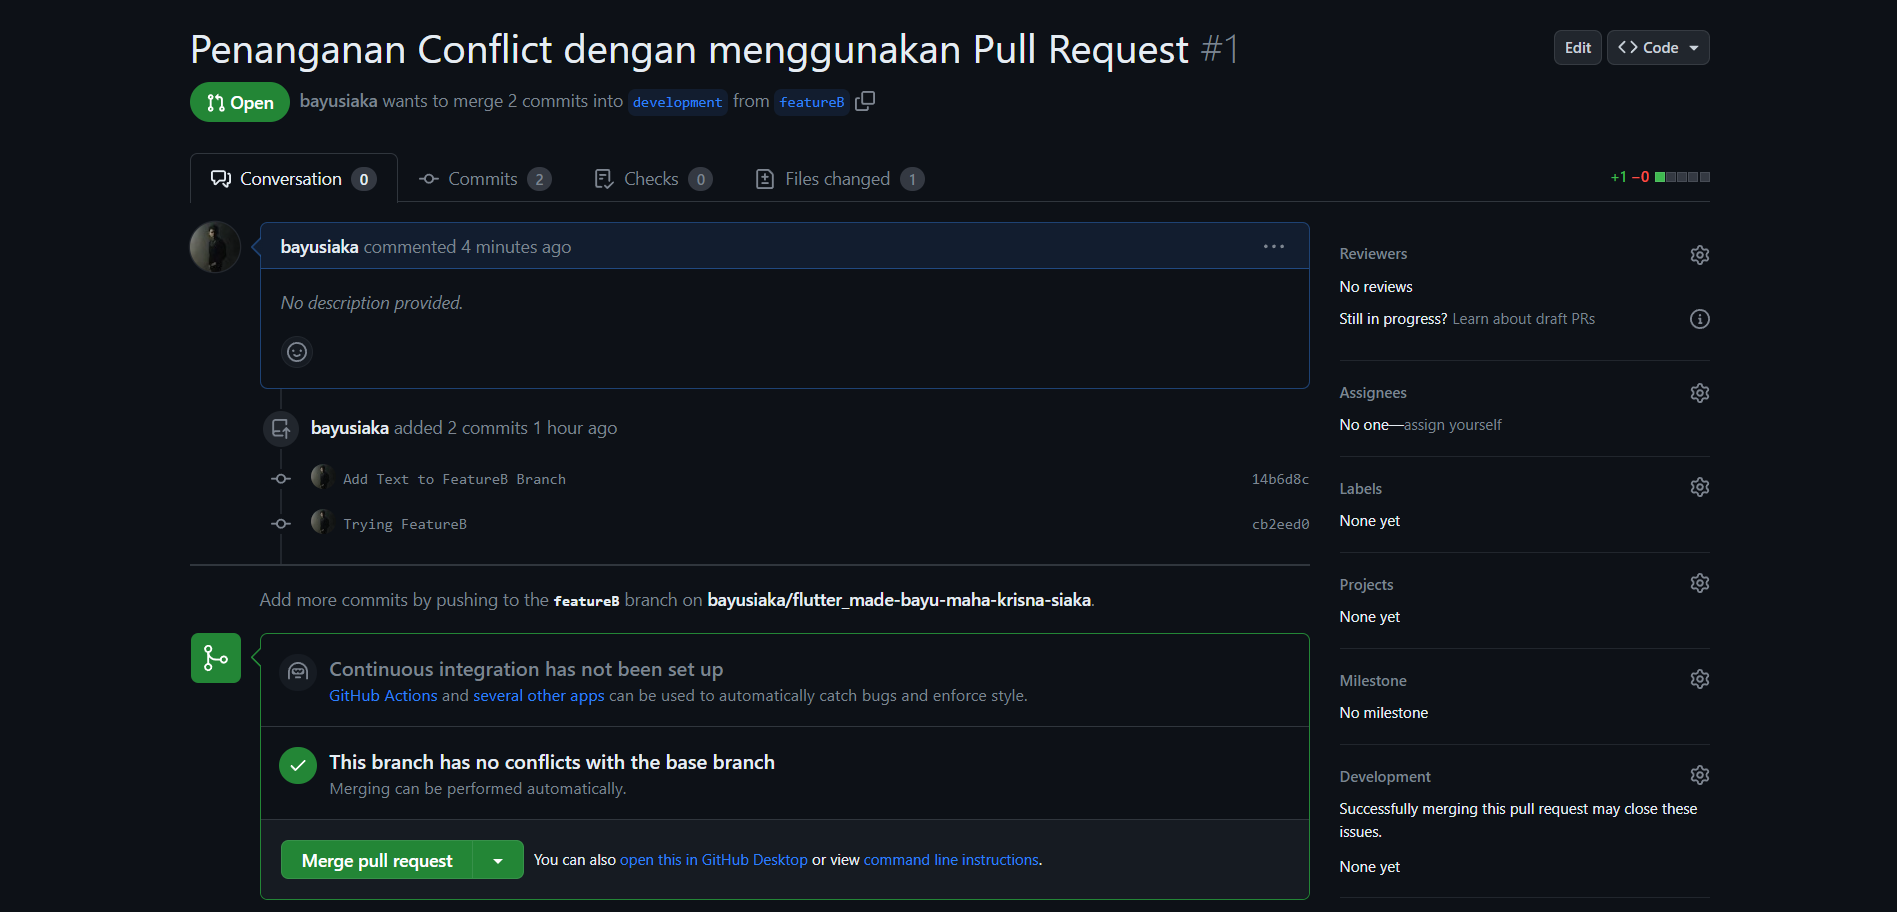 Penanganan Conflict dengan menggunakan Pull Request #1
Edit
Code
Open
bayusiaka wants to merge 2 commits into development from featureB
Conversation 0
Commits 2
Checks 0
Files changed 1
+1 −0
bayusiaka commented 4 minutes ago
No description provided.
bayusiaka added 2 commits 1 hour ago
Add Text to FeatureB Branch 14b6d8c
Trying FeatureB cb2eed0
Add more commits by pushing to the featureB branch on bayusiaka/flutter_made-bayu-maha-krisna-siaka.
Continuous integration has not been set up
GitHub Actions and several other apps can be used to automatically catch bugs and enforce style.
This branch has no conflicts with the base branch
Merging can be performed automatically.
Merge pull request
You can also open this in GitHub Desktop or view command line instructions.
Reviewers
No reviews
Still in progress? Learn about draft PRs
Assignees
No one—assign yourself
Labels
None yet
Projects
None yet
Milestone
No milestone
Development
Successfully merging this pull request may close these
issues.
None yet